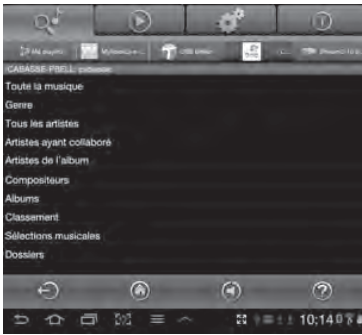 CABASSE-PBELL:
Toute la musique
Genre
Tous les artistes
Artistes ayant collaboré
Artistes de l'album
Compositeurs
Albums
Classement
Sélections musicales
Dossiers
10:14